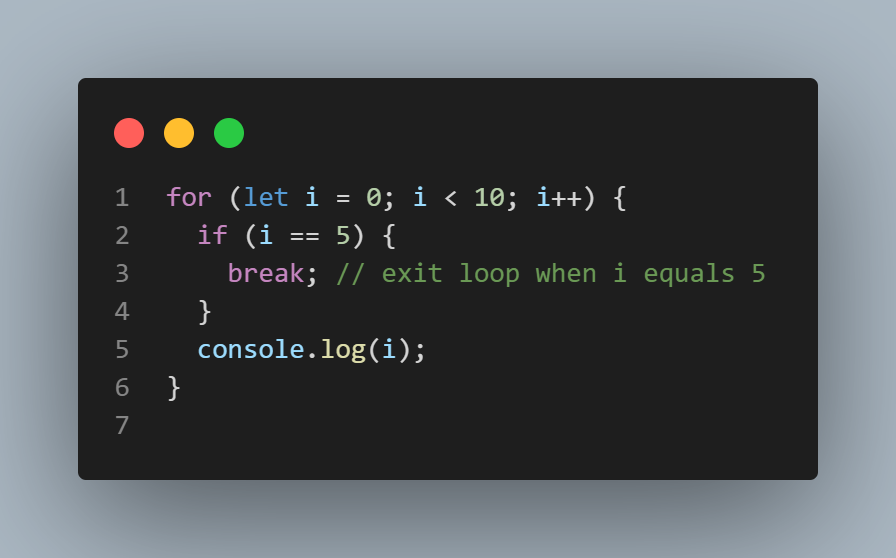 1 for (let i = 0; i < 10; i++) {
2   if (i == 5) {
3     break; // exit loop when i equals 5
4   }
5   console.log(i);
6 }
7